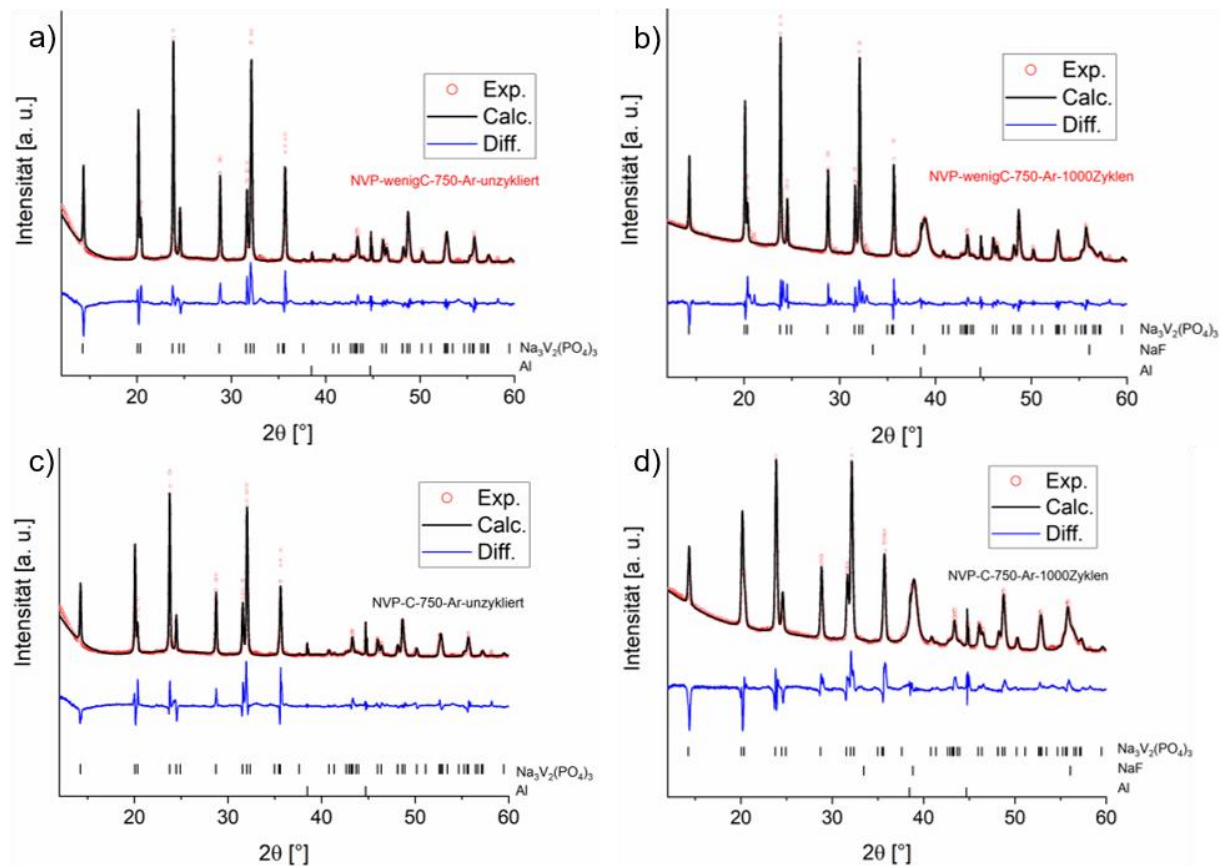 a)
Intensität [a. u.]
Exp.
Calc.
Diff.
NVP-wenigC-750-Ar-unzykliert
Na₃V₂(PO₄)₃
Al
20 30 40 50 60
2θ [°]
b)
Intensität [a. u.]
Exp.
Calc.
Diff.
NVP-wenigC-750-Ar-1000Zyklen
Na₃V₂(PO₄)₃
NaF
Al
20 30 40 50 60
2θ [°]
c)
Intensität [a. u.]
Exp.
Calc.
Diff.
NVP-C-750-Ar-unzykliert
Na₃V₂(PO₄)₃
Al
20 30 40 50 60
2θ [°]
d)
Intensität [a. u.]
Exp.
Calc.
Diff.
NVP-C-750-Ar-1000Zyklen
Na₃V₂(PO₄)₃
NaF
Al
20 30 40 50 60
2θ [°]